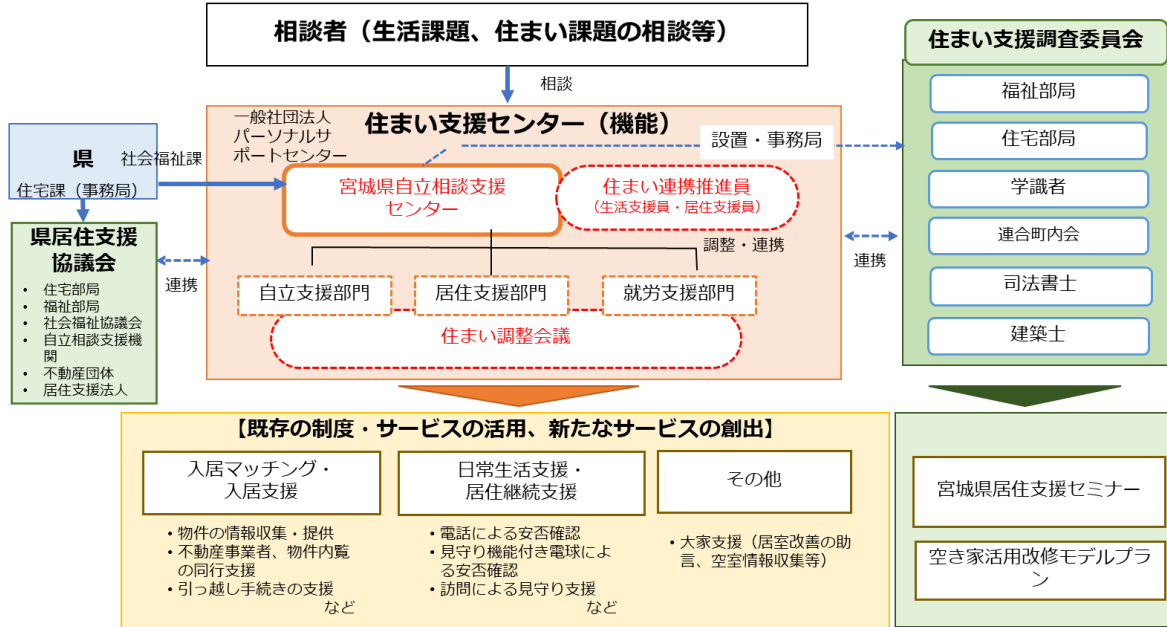 相談者（生活課題、住まい課題の相談等）
相談
一般社団法人
パーソナルサ
ポートセンター
住まい支援センター（機能）
設置・事務局
県
社会福祉課
住宅課（事務局）
宮城県自立相談支援
センター
住まい連携推進員
（生活支援員・居住支援員）
調整・連携
自立支援部門
居住支援部門
就労支援部門
住まい調整会議
県居住支援
協議会
• 住宅部局
• 福祉部局
• 社会福祉協議会
• 自立相談支援機
関
• 不動産団体
• 居住支援法人
連携
連携
住まい支援調査委員会
福祉部局
住宅部局
学識者
連合町内会
司法書士
建築士
【既存の制度・サービスの活用、新たなサービスの創出】
入居マッチング・
入居支援
・物件の情報収集・提供
・不動産事業者、物件内覧
の同行支援
・引っ越し手続きの支援
など
日常生活支援・
居住継続支援
・電話による安否確認
・見守り機能付き電球によ
る安否確認
・訪問による見守り支援
など
その他
・大家支援（居室改善の助
言、空室情報収集等）
宮城県居住支援セミナー
空き家活用改修モデルプラ
ン